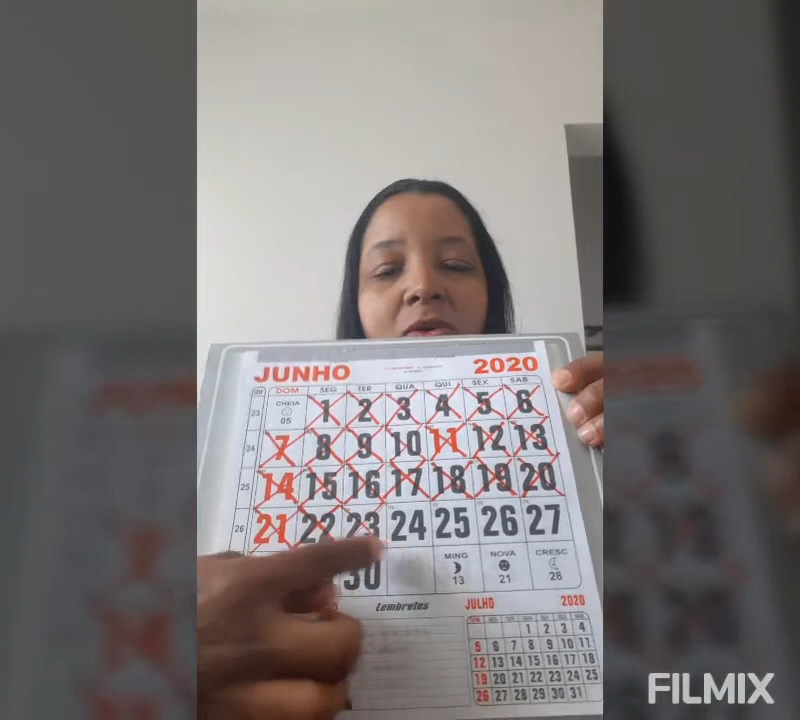 JUNHO 2020
DOM SEG TER QUA QUI SEX SAB
23 CHEIA 05 1 2 3 4 5 6
24 7 8 9 10 11 12 13
25 14 15 16 17 18 19 20
26 21 22 23 24 25 26 27
30 MING 13 NOVA 21 CRESC 28
Lembretes
JULHO 2020
1 2 3 4
5 6 7 8 9 10 11
12 13 14 15 16 17 18
19 20 21 22 23 24 25
26 27 28 29 30 31
FILMIX